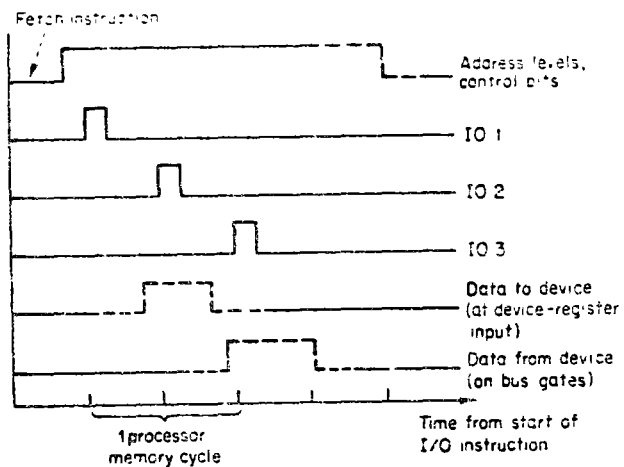 Fetch instruction
Address levels,
control bits
IO 1
IO 2
IO 3
Data to device
(at device-register
input)
Data from device
(on bus gates)
1 processor
memory cycle
Time from start of
I/O instruction